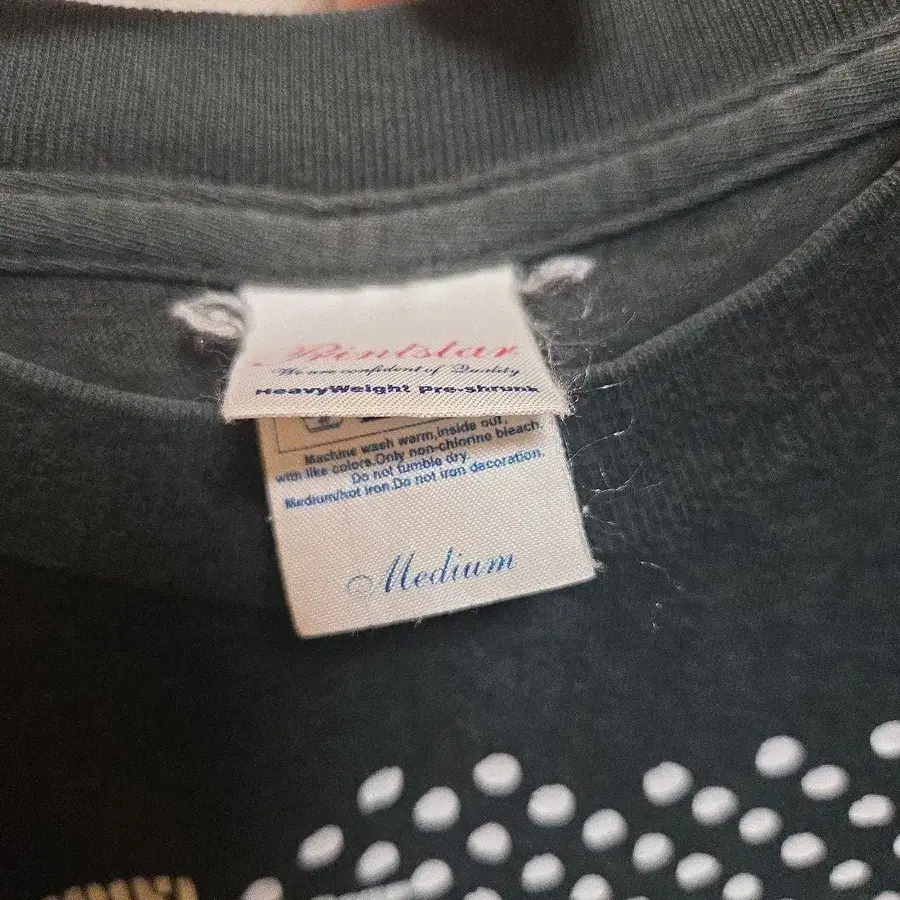 Printstar
We are confident of Quality
HeavyWeight Pre-shrunk
Machine wash warm,inside out,
with like colors.Only non-chlorine bleach.
Do not tumble dry.
Medium/hot iron.Do not iron dacoration.
Medium